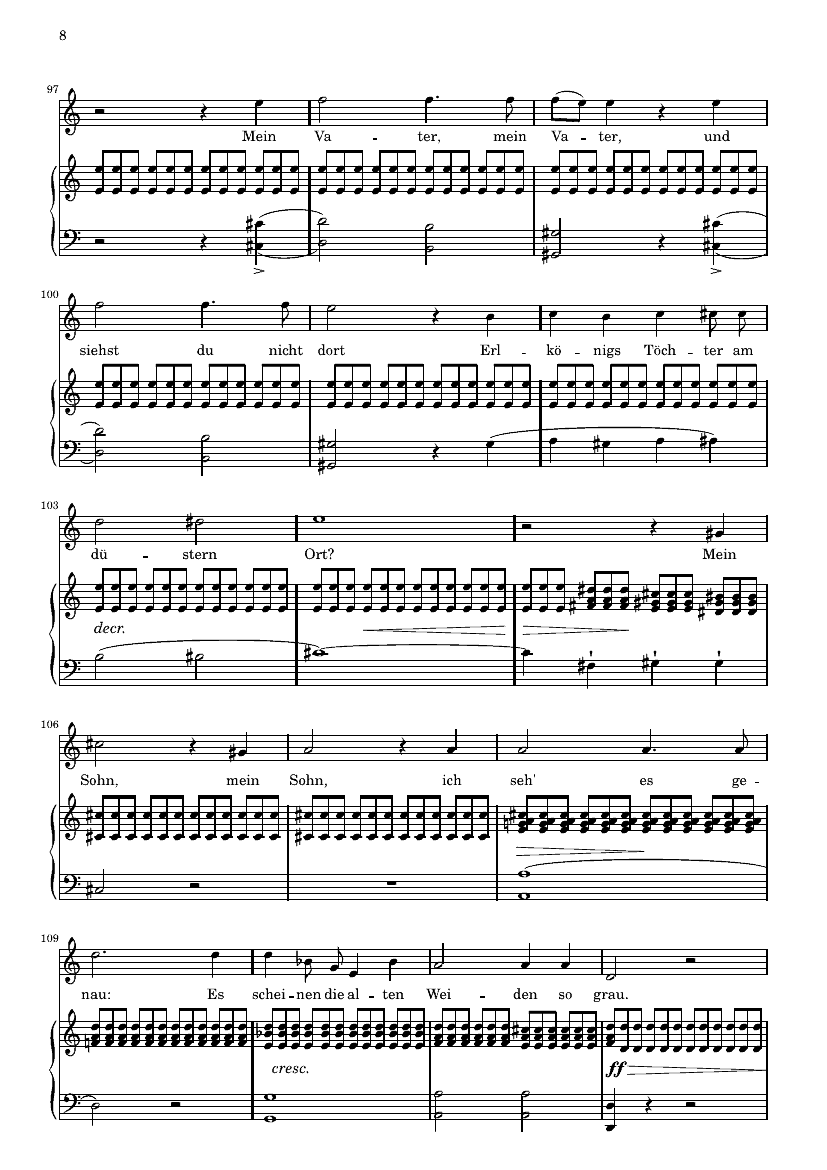 8
97
Mein Va - ter, mein Va - ter, und
100
siehst du nicht dort Erl - kö - nigs Töch - ter am
103
dü - stern Ort? Mein
decr.
106
Sohn, mein Sohn, ich seh' es ge -
109
nau: Es schei - nen die al - ten Wei - den so grau.
cresc. ff